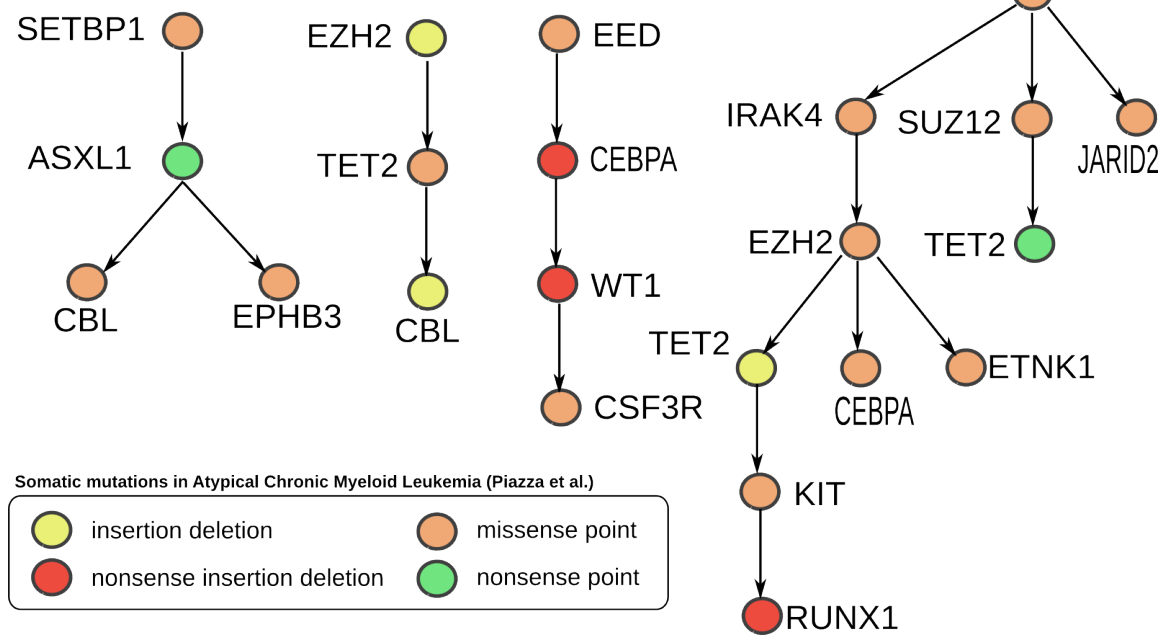 SETBP1
ASXL1
CBL
EPHB3
EZH2
TET2
CBL
EED
CEBPA
WT1
CSF3R
IRAK4
SUZ12
JARID2
EZH2
TET2
TET2
CEBPA
ETNK1
KIT
RUNX1
Somatic mutations in Atypical Chronic Myeloid Leukemia (Piazza et al.)
insertion deletion
missense point
nonsense insertion deletion
nonsense point